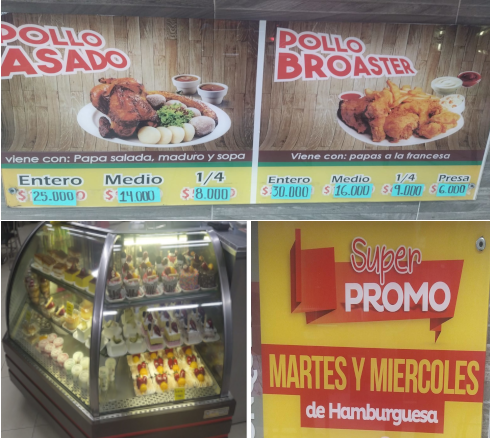 POLLO
ASADO
viene con: Papa salada, maduro y sopa
Entero Medio 1/4
$ 25.000 $ 14.000 $ 8.000
POLLO
BROASTER
Viene con: papas a la francesa
Entero Medio 1/4 Presa
$ 30.000 $ 16.000 $ 9.000 $ 6.000
Super
PROMO
MARTES Y MIERCOLES
de Hamburguesa